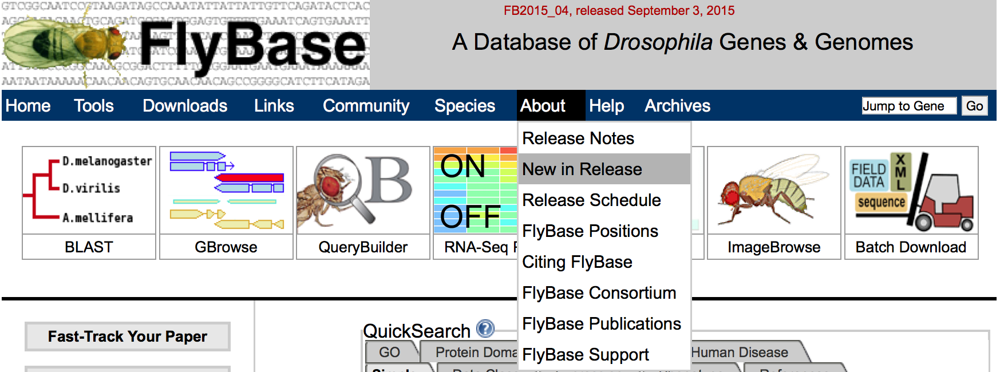 GTCGGCAATCCGTAAGATAGCCAAATATATTATTGTTCCAGATACTCAC
FlyBase
FB2015_04, released September 3, 2015
A Database of Drosophila Genes & Genomes
Home Tools Downloads Links Community Species About Help Archives Jump to Gene Go
Release Notes
New in Release
Release Schedule
FlyBase Positions
Citing FlyBase
FlyBase Consortium
FlyBase Publications
FlyBase Support
D.melanogaster
D.virilis
A.mellifera
BLAST
GBrowse
B
QueryBuilder
ON
OFF
RNA-Seq
ImageBrowse
FIELD
DATA
XML
sequence
Batch Download
Fast-Track Your Paper
QuickSearch ?
GO Protein Doma Human Disease